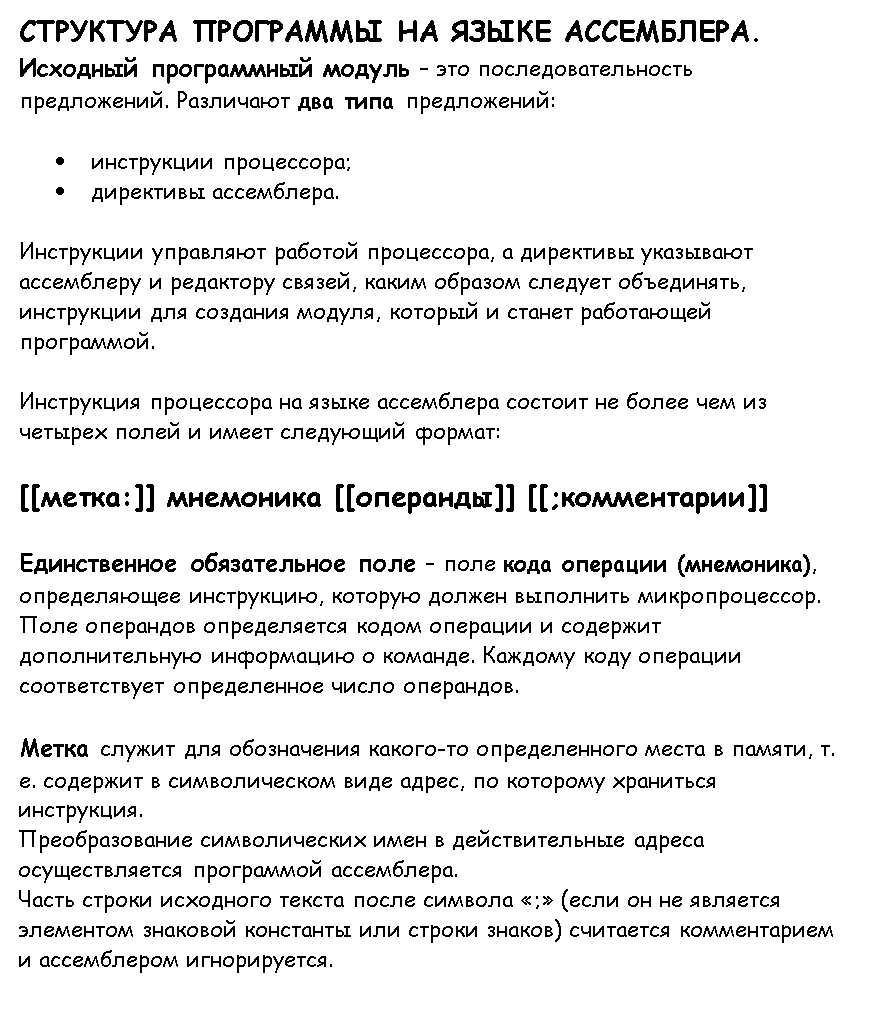 СТРУКТУРА ПРОГРАММЫ НА ЯЗЫКЕ АССЕМБЛЕРА.
Исходный программный модуль – это последовательность
предложений. Различают два типа предложений:
• инструкции процессора;
• директивы ассемблера.
Инструкции управляют работой процессора, а директивы указывают
ассемблеру и редактору связей, каким образом следует объединять,
инструкции для создания модуля, который и станет работающей
программой.
Инструкция процессора на языке ассемблера состоит не более чем из
четырех полей и имеет следующий формат:
[[метка:]] мнемоника [[операнды]] [[;комментарии]]
Единственное обязательное поле – поле кода операции (мнемоника),
определяющее инструкцию, которую должен выполнить микропроцессор.
Поле операндов определяется кодом операции и содержит
дополнительную информацию о команде. Каждому коду операции
соответствует определенное число операндов.
Метка служит для обозначения какого-то определенного места в памяти, т.
е. содержит в символическом виде адрес, по которому храниться
инструкция.
Преобразование символических имен в действительные адреса
осуществляется программой ассемблера.
Часть строки исходного текста после символа «;» (если он не является
элементом знаковой константы или строки знаков) считается комментарием
и ассемблером игнорируется.